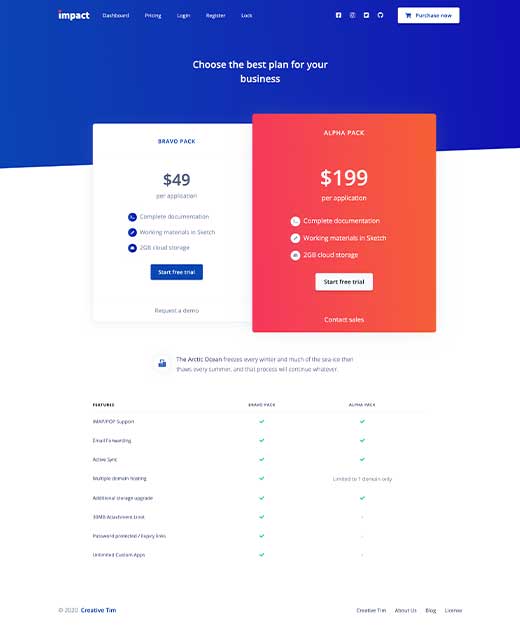 impact Dashboard Pricing Login Register Lock Purchase now
Choose the best plan for your
business
BRAVO PACK
$49
per application
Complete documentation
Working materials in Sketch
2GB cloud storage
Start free trial
Request a demo
ALPHA PACK
$199
per application
Complete documentation
Working materials in Sketch
2GB cloud storage
Start free trial
Contact sales
The Arctic Ocean freezes every winter and much of the sea-ice then
thaws every summer, and that process will continue whatever.
FEATURES BRAVO PACK ALPHA PACK
IMAP/POP Support
Email Forwarding
Active Sync
Multiple domain hosting Limited to 1 domain only
Additional storage upgrade
30MB Attachment Limit -
Password protected / Expiry links -
Unlimited Custom Apps -
© 2020 Creative Tim Creative Tim About Us Blog License